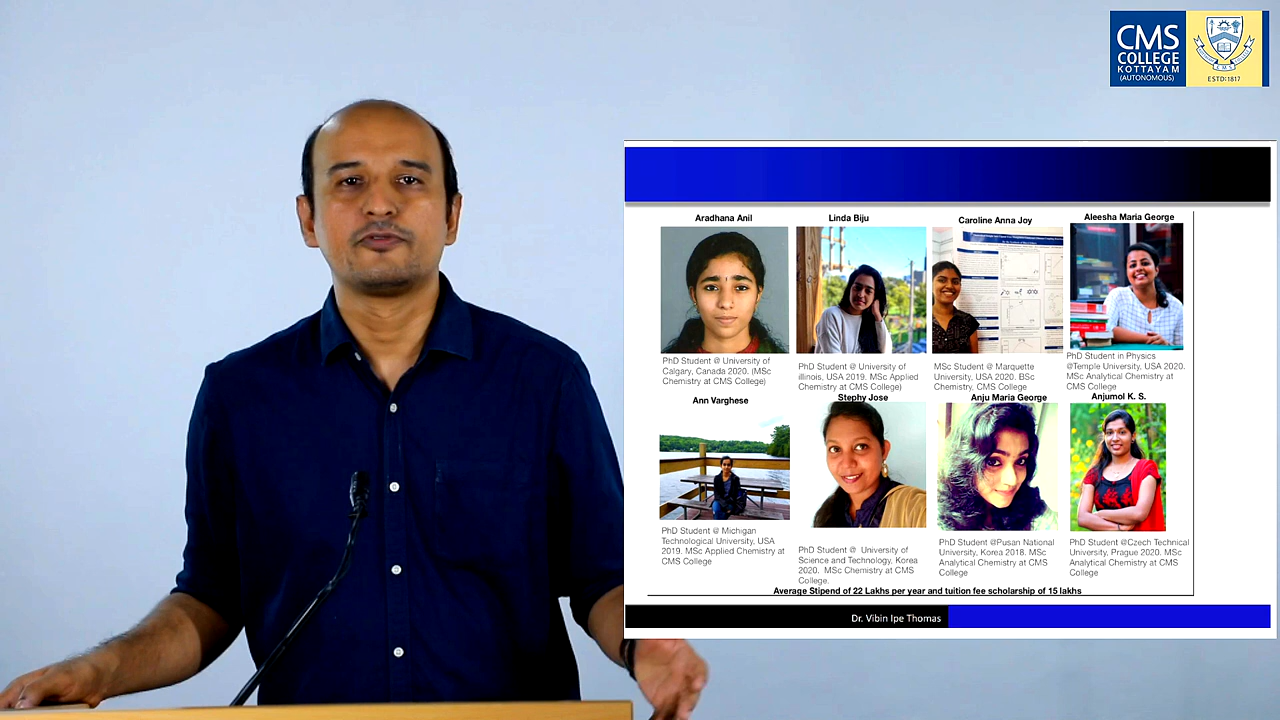 CMS
COLLEGE
KOTTAYAM
(AUTONOMOUS)
ESTD:1817
Aradhana Anil
PhD Student @ University of
Calgary, Canada 2020. (MSc
Chemistry at CMS College)
Linda Biju
PhD Student @ University of
illinois, USA 2019. MSc Applied
Chemistry at CMS College)
Caroline Anna Joy
MSc Student @ Marquette
University, USA 2020. BSc
Chemistry, CMS College
Aleesha Maria George
PhD Student in Physics
@Temple University, USA 2020.
MSc Analytical Chemistry at
CMS College
Ann Varghese
PhD Student @ Michigan
Technological University, USA
2019. MSc Applied Chemistry at
CMS College
Stephy Jose
PhD Student @ University of
Science and Technology, Korea
2020. MSc Chemistry at CMS
College.
Anju Maria George
PhD Student @Pusan National
University, Korea 2018. MSc
Analytical Chemistry at CMS
College
Anjumol K. S.
PhD Student @Czech Technical
University, Prague 2020. MSc
Analytical Chemistry at CMS
College
Average Stipend of 22 Lakhs per year and tuition fee scholarship of 15 lakhs
Dr. Vibin Ipe Thomas